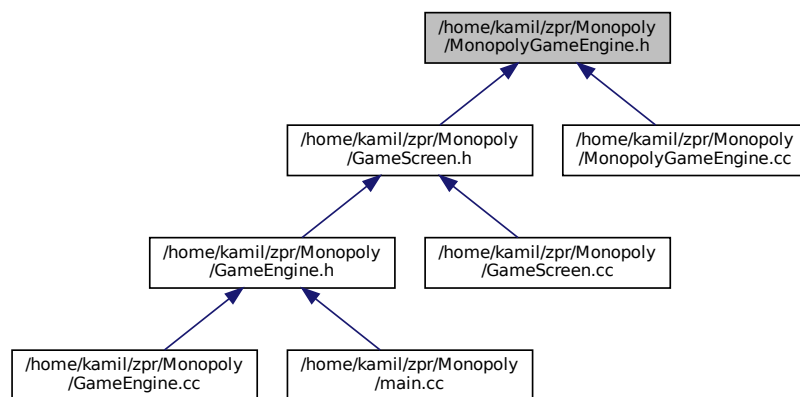 /home/kamil/zpr/Monopoly
/MonopolyGameEngine.h
/home/kamil/zpr/Monopoly
/GameScreen.h
/home/kamil/zpr/Monopoly
/MonopolyGameEngine.cc
/home/kamil/zpr/Monopoly
/GameEngine.h
/home/kamil/zpr/Monopoly
/GameScreen.cc
/home/kamil/zpr/Monopoly
/GameEngine.cc
/home/kamil/zpr/Monopoly
/main.cc